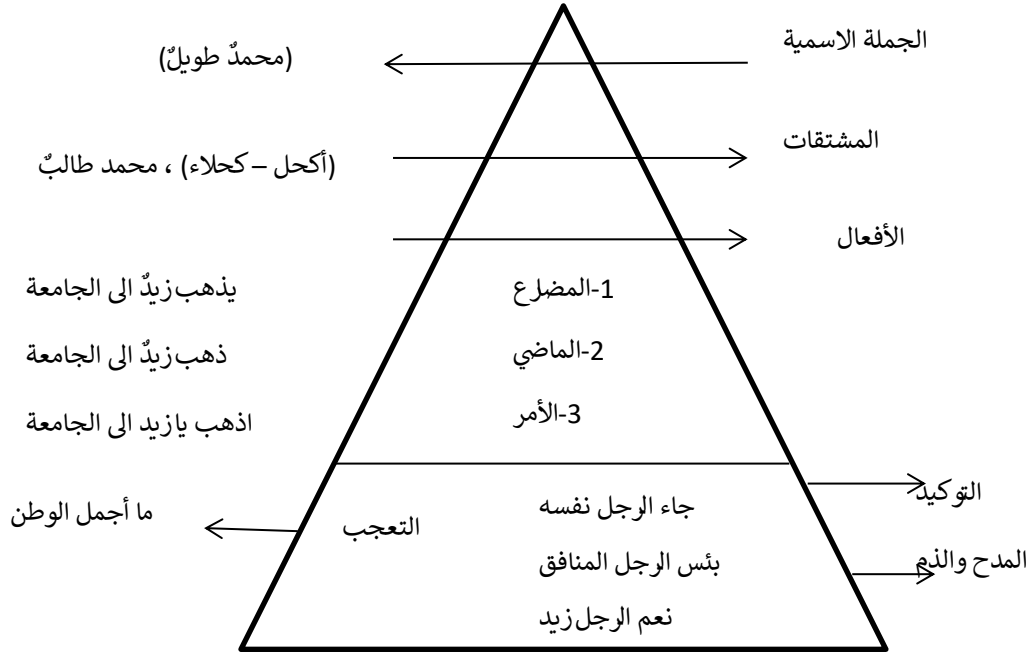 الجملة الاسمية
(محمدٌ طويلٌ)
المشتقات
(أكحل – كحلاء) ، محمد طالبٌ
الأفعال
1-المضارع
يذهب زيدٌ الى الجامعة
2-الماضي
ذهب زيدٌ الى الجامعة
3-الأمر
اذهب يازيد الى الجامعة
التوكيد
جاء الرجل نفسه
التعجب
ما أجمل الوطن
المدح والذم
بئس الرجل المنافق
نعم الرجل زيد